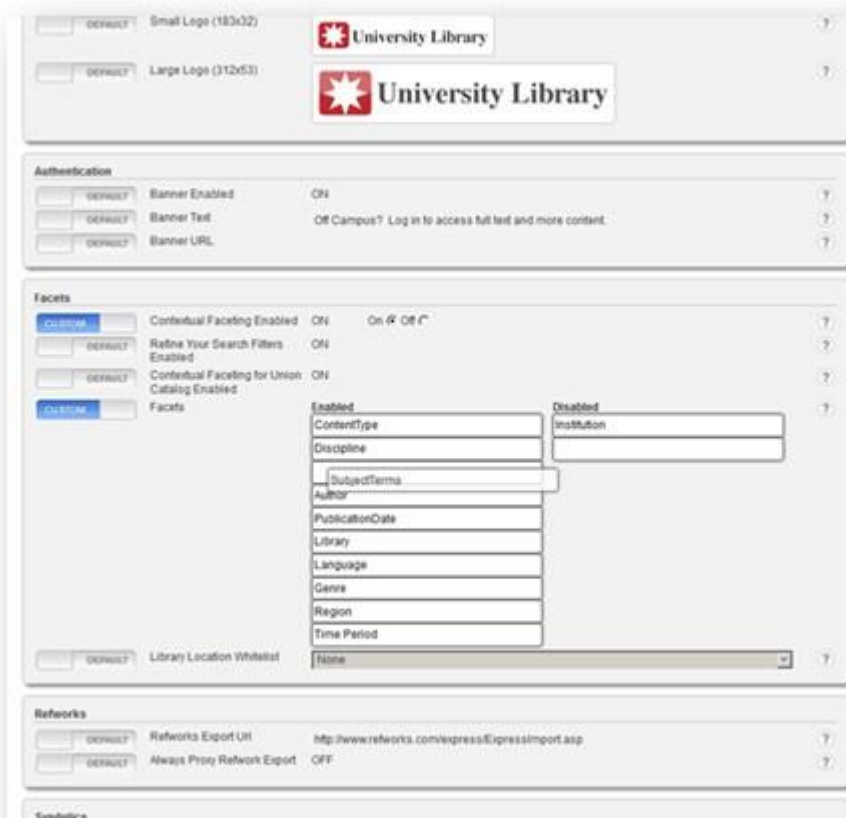 DEFAULT Small Logo (183x32) University Library ?
DEFAULT Large Logo (312x53) University Library ?
Authentication
DEFAULT Banner Enabled ON ?
DEFAULT Banner Text Off Campus? Log in to access full text and more content. ?
DEFAULT Banner URL ?
Facets
CUSTOM Contextual Faceting Enabled ON On Off ?
DEFAULT Refine Your Search Filters Enabled ON ?
DEFAULT Contextual Faceting for Union Catalog Enabled ON ?
CUSTOM Facets Enabled Disabled ?
ContentType Institution
Discipline
SubjectTerms
Author
PublicationDate
Library
Language
Genre
Region
Time Period
DEFAULT Library Location Whitelist None ?
Refworks
DEFAULT Refworks Export Url http://www.refworks.com/express/ExpressImport.asp ?
DEFAULT Always Proxy Refwork Export OFF ?
Syndetics